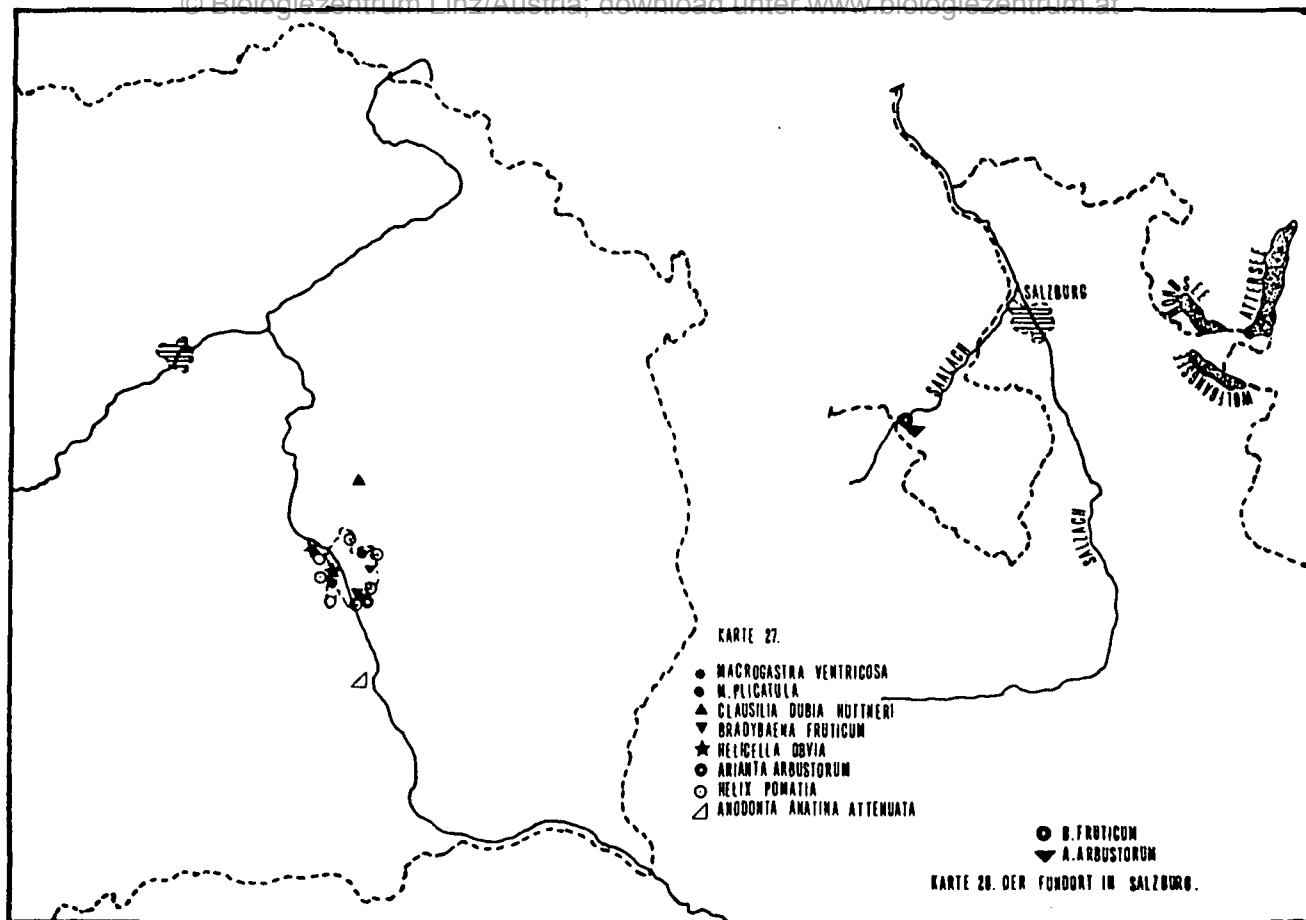 © Biologiezentrum Linz/Austria; download unter www.biologiezentrum.at
SALZBURG
ATTERSEE
WOLFGANGSEE
SAALACH
SALZACH
KARTE 27.
MACROGASTRA VENTRICOSA
M. PLICATULA
CLAUSILIA DUBIA HUTTNERI
BRADYBAENA FRUTICUM
HELICELLA OBVIA
ARIANTA ARBUSTORUM
HELIX POMATIA
ANODONTA ANATINA ATTENUATA
B. FRUTICUM
A. ARBUSTORUM
KARTE 28. DER FUNDORT IN SALZBURG.